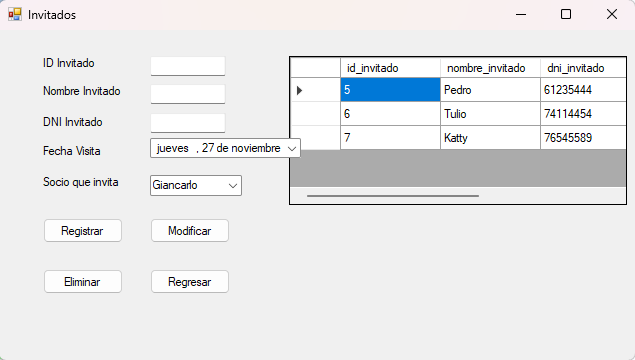 Invitados
ID Invitado
Nombre Invitado
DNI Invitado
Fecha Visita
jueves , 27 de noviembre
Socio que invita
Giancarlo
Registrar
Modificar
Eliminar
Regresar
id_invitado nombre_invitado dni_invitado
5 Pedro 61235444
6 Tulio 74114454
7 Katty 76545589